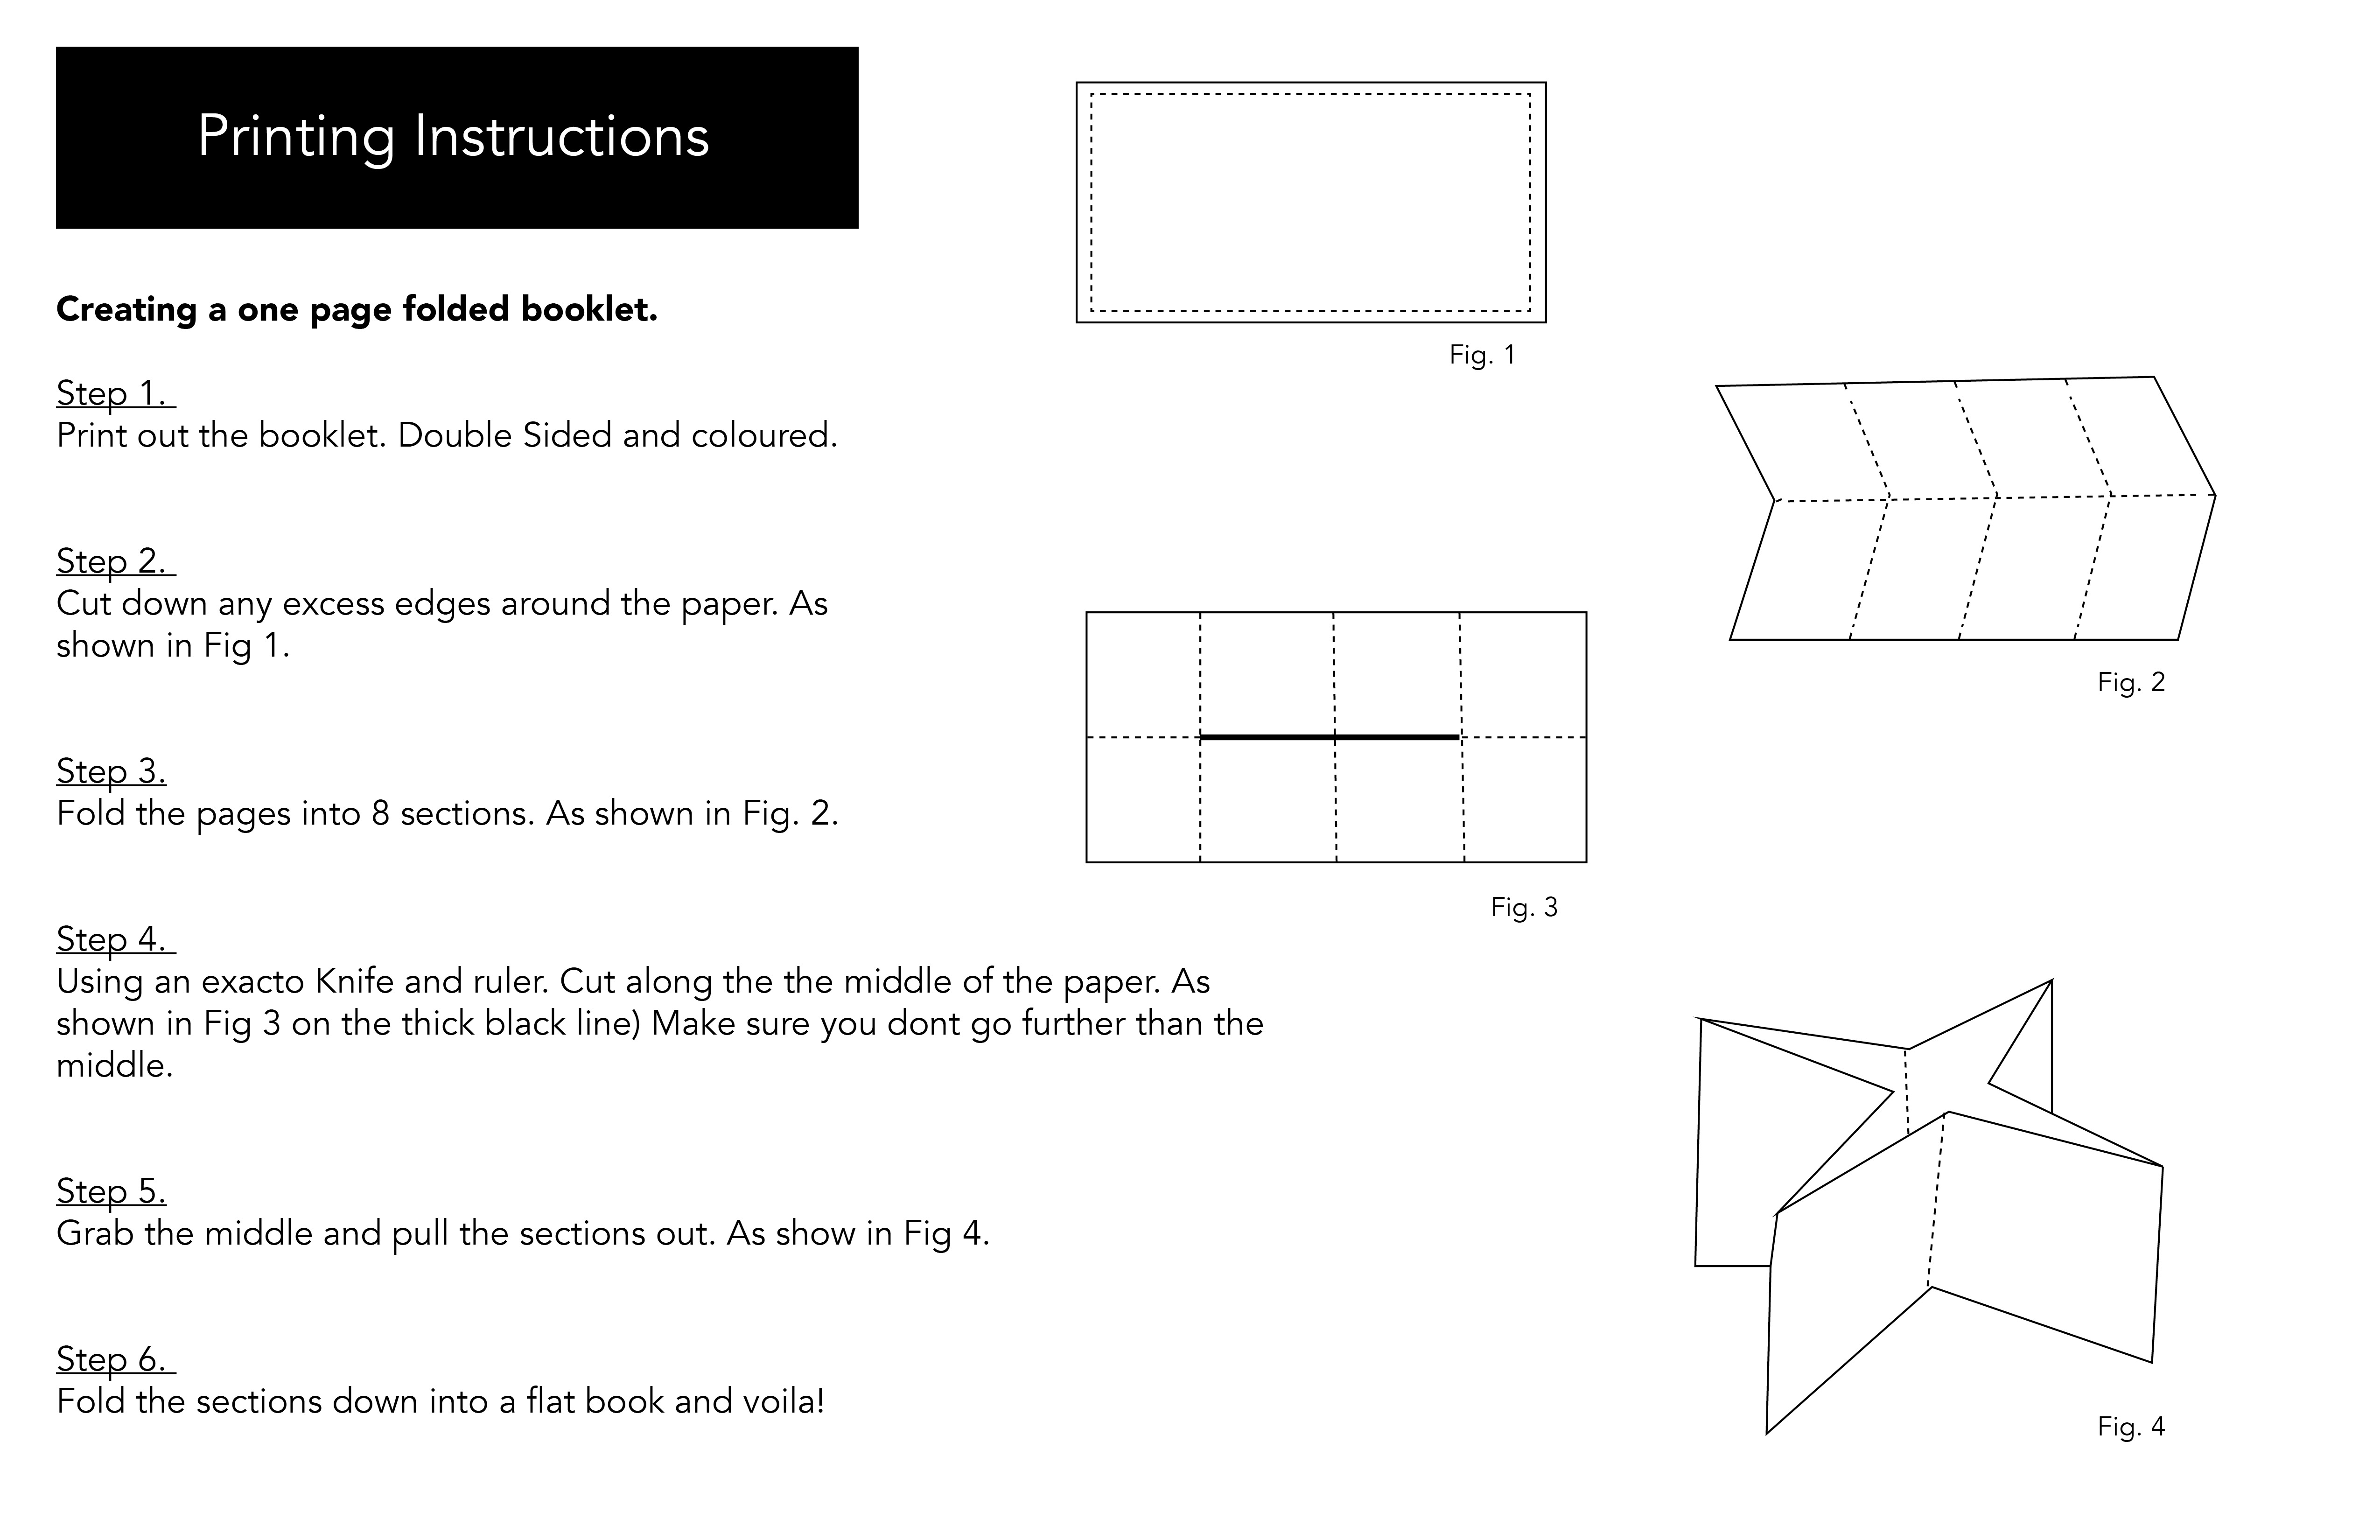 Printing Instructions
Creating a one page folded booklet.
Step 1.
Print out the booklet. Double Sided and coloured.
Step 2.
Cut down any excess edges around the paper. As
shown in Fig 1.
Step 3.
Fold the pages into 8 sections. As shown in Fig. 2.
Step 4.
Using an exacto Knife and ruler. Cut along the the middle of the paper. As
shown in Fig 3 on the thick black line) Make sure you dont go further than the
middle.
Step 5.
Grab the middle and pull the sections out. As show in Fig 4.
Step 6.
Fold the sections down into a flat book and voila!
Fig. 1
Fig. 2
Fig. 3
Fig. 4